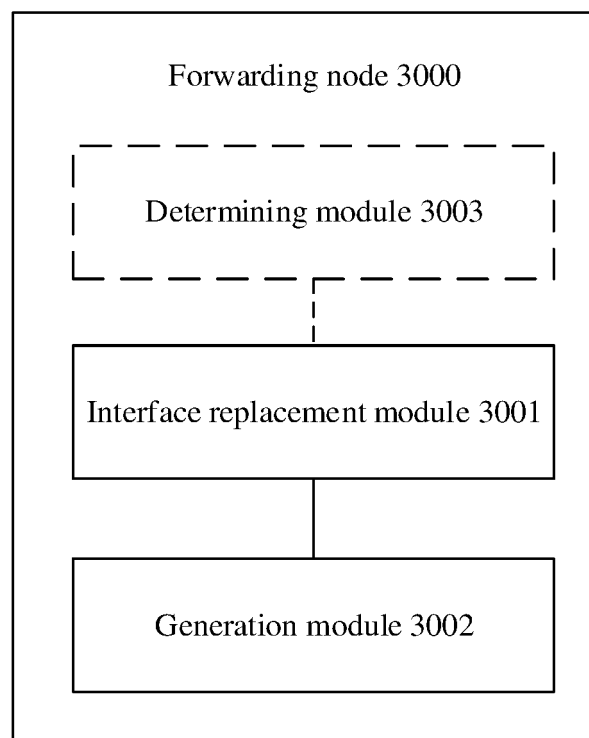 Forwarding node 3000
Determining module 3003
Interface replacement module 3001
Generation module 3002